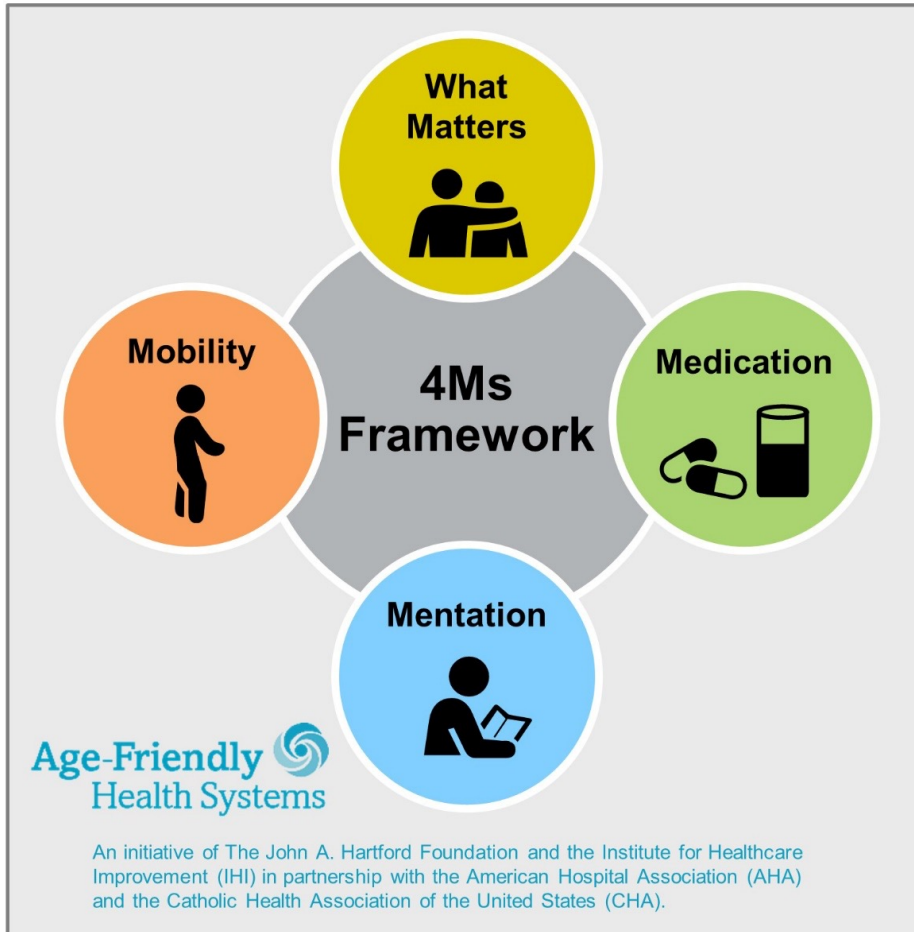 What
Matters
Mobility
4Ms
Framework
Medication
Mentation
Age-Friendly
Health Systems
An initiative of The John A. Hartford Foundation and the Institute for Healthcare
Improvement (IHI) in partnership with the American Hospital Association (AHA)
and the Catholic Health Association of the United States (CHA).